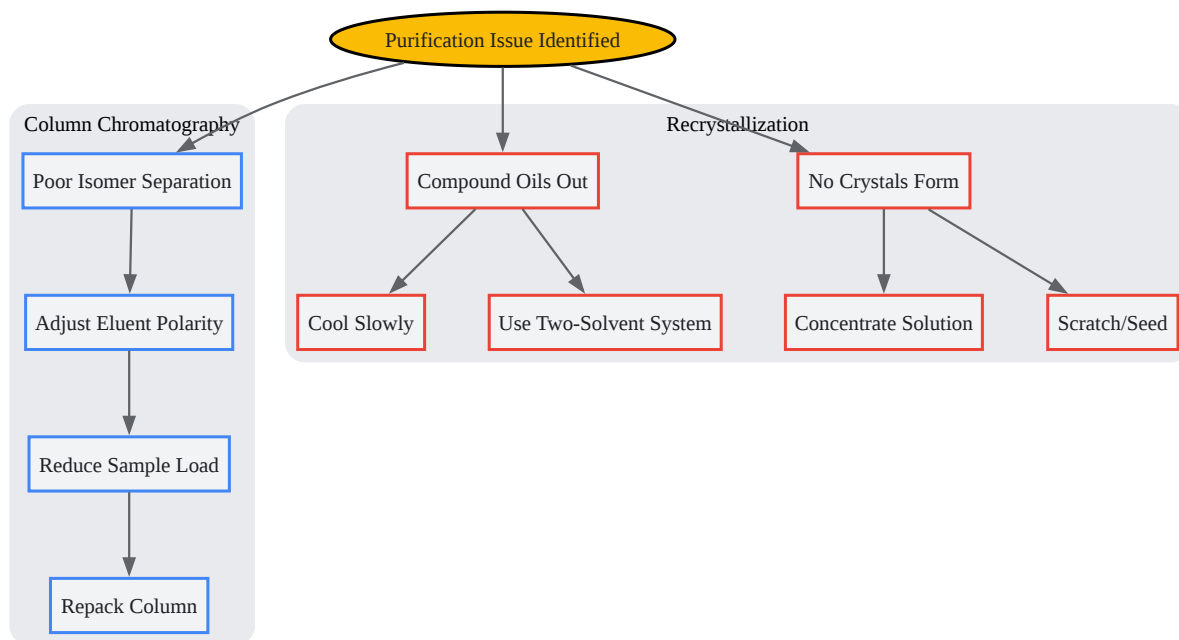 Purification Issue Identified
Column Chromatography
Recrystallization
Poor Isomer Separation
Compound Oils Out
No Crystals Form
Adjust Eluent Polarity
Cool Slowly
Use Two-Solvent System
Concentrate Solution
Scratch/Seed
Reduce Sample Load
Repack Column